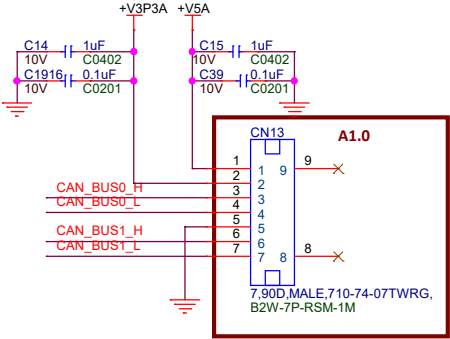 +V3P3A +V5A
C14 1uF C15 1uF
10V C0402 10V C0402
C1916 0.1uF C39 0.1uF
10V C0201 10V C0201
A1.0
CN13
1 1 9 9
2 2
CAN_BUS0_H 3 3
CAN_BUS0_L 4 4
5 5
CAN_BUS1_H 6 6
CAN_BUS1_L 7 7 8 8
7,90D,MALE,710-74-07TWRG,
B2W-7P-RSM-1M